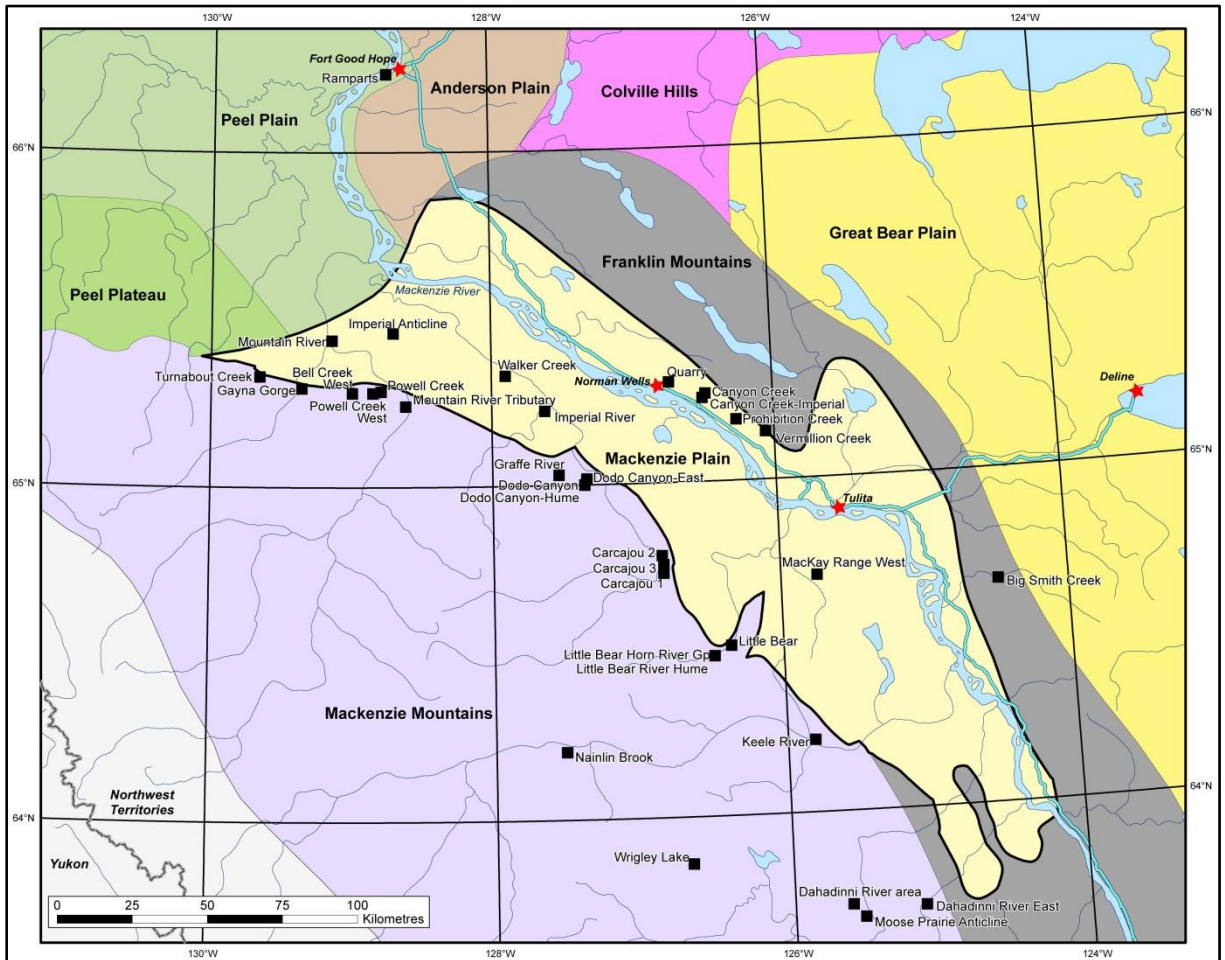 130°W
128°W
126°W
124°W
Fort Good Hope
Ramparts
Anderson Plain
Colville Hills
Peel Plain
66°N
66°N
Great Bear Plain
Franklin Mountains
Peel Plateau
Mackenzie River
Imperial Anticline
Mountain River
Walker Creek
Quarry
Norman Wells
Deline
Turnabout Creek
Bell Creek
West
Gayna Gorge
Powell Creek
Canyon Creek
Canyon Creek-Imperial
Mountain River Tributary
Powell Creek
West
Imperial River
Prohibition Creek
Vermillion Creek
Mackenzie Plain
65°N
65°N
Graffe River
Dodo Canyon-East
Dodo Canyon
Dodo Canyon-Hume
Tulita
Carcajou 2
Carcajou 3
Carcajou 1
MacKay Range West
Big Smith Creek
Little Bear
Little Bear Horn River Gp
Little Bear River Hume
Mackenzie Mountains
Keele River
Nainlin Brook
64°N
64°N
Northwest
Territories
Yukon
Wrigley Lake
Dahadinni River area
Dahadinni River East
Moose Prairie Anticline
0 25 50 75 100
Kilometres
130°W
128°W
126°W
124°W